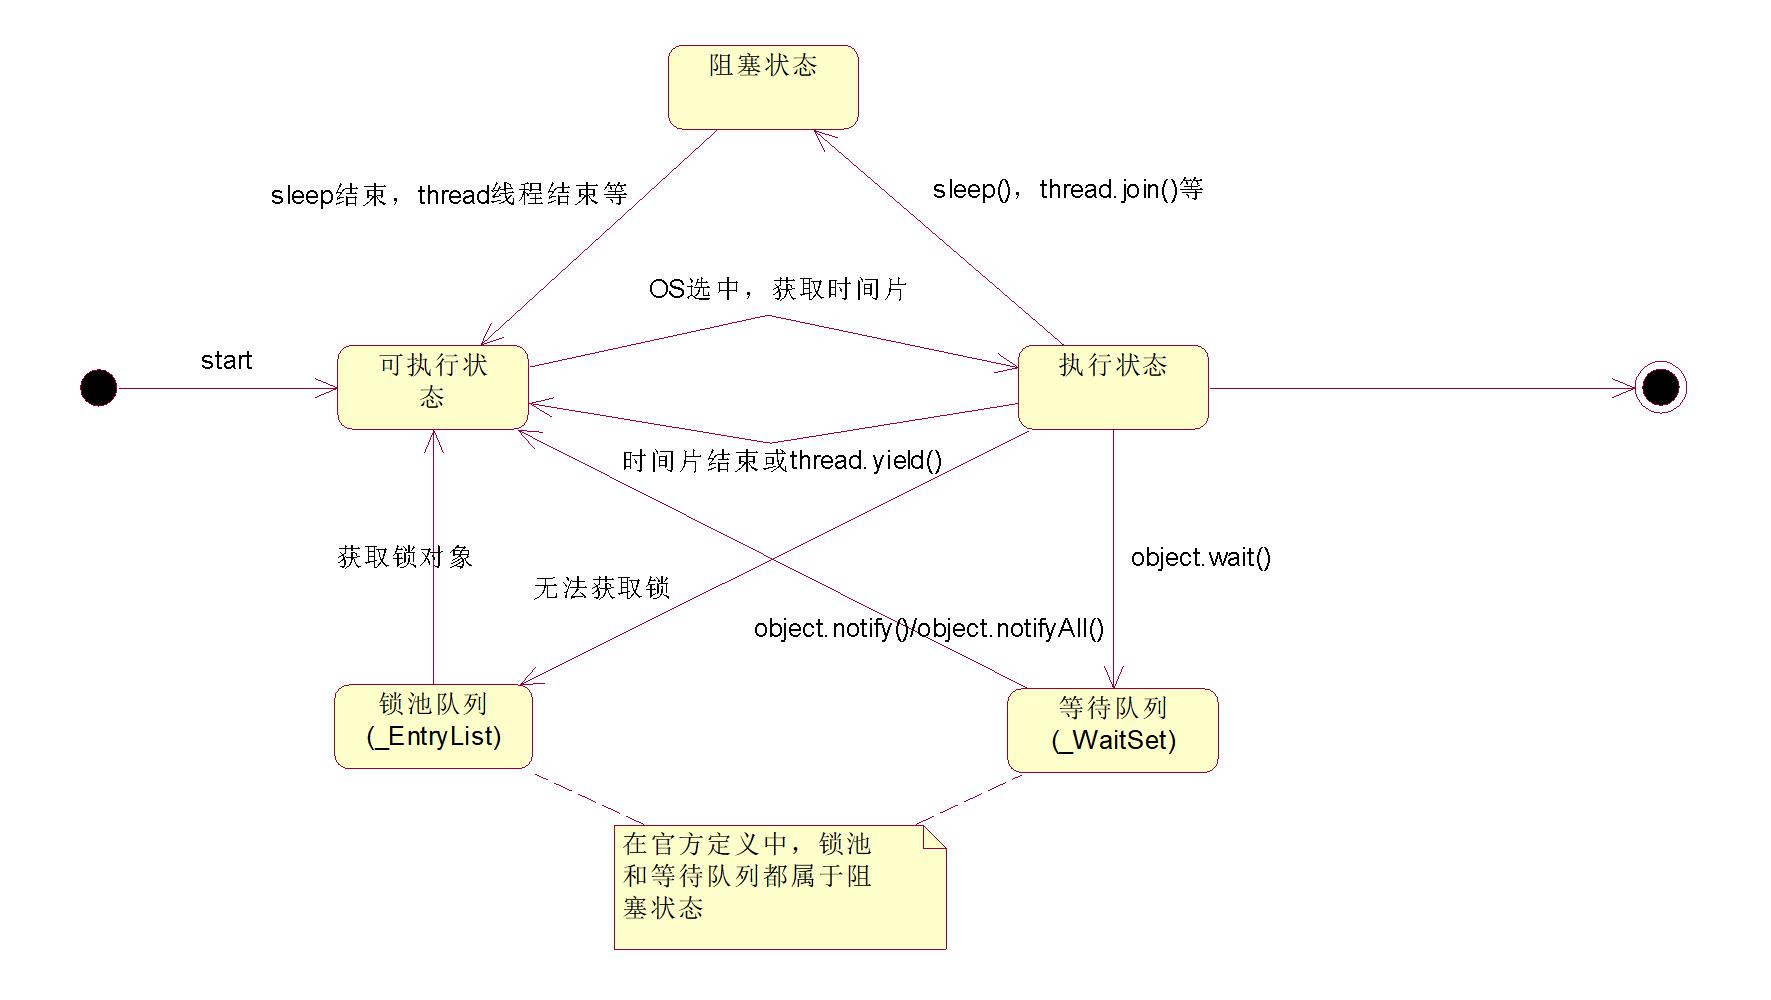 阻塞状态
sleep结束，thread线程结束等
sleep()，thread.join()等
OS选中，获取时间片
start
可执行状
态
执行状态
时间片结束或thread.yield()
获取锁对象
无法获取锁
object.wait()
object.notify()/object.notifyAll()
锁池队列
(_EntryList)
等待队列
(_WaitSet)
在官方定义中，锁池
和等待队列都属于阻
塞状态